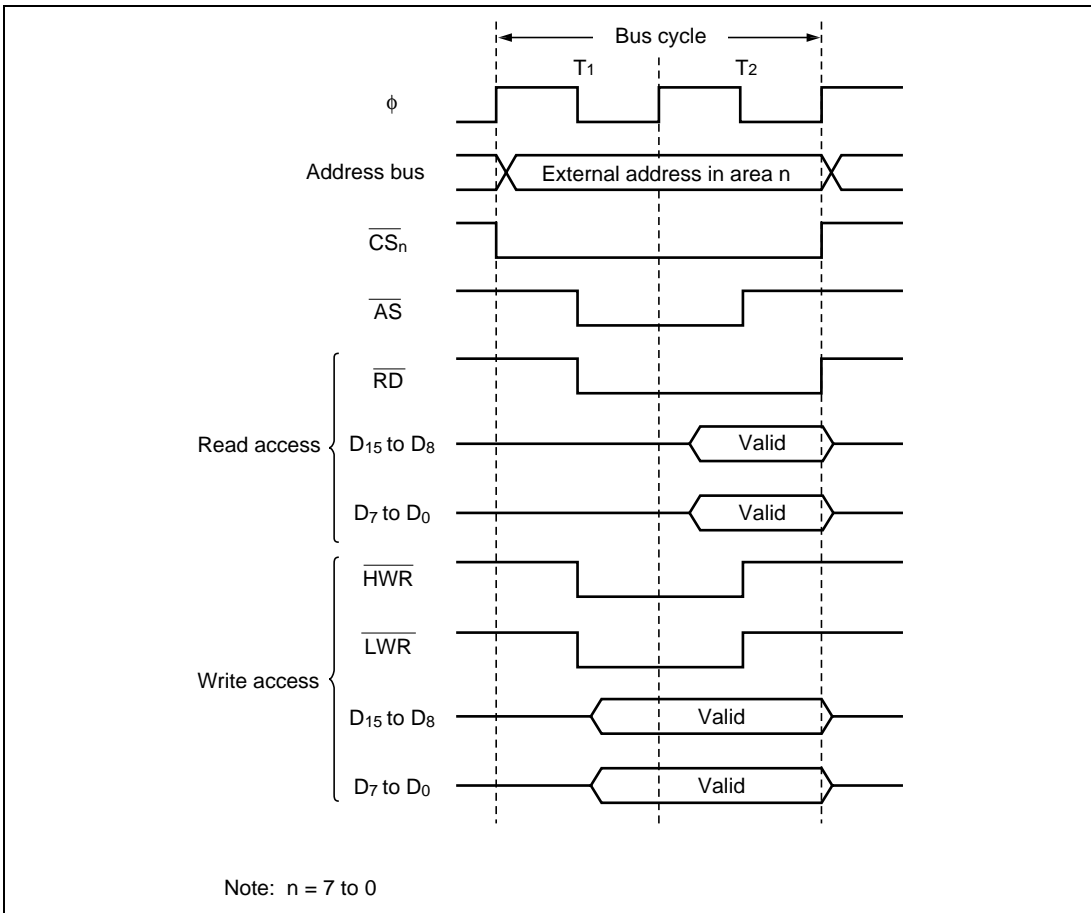 Bus cycle
T1 T2
φ
Address bus External address in area n
CSn
AS
RD
Read access D15 to D8 Valid
D7 to D0 Valid
HWR
LWR
Write access D15 to D8 Valid
D7 to D0 Valid
Note: n = 7 to 0